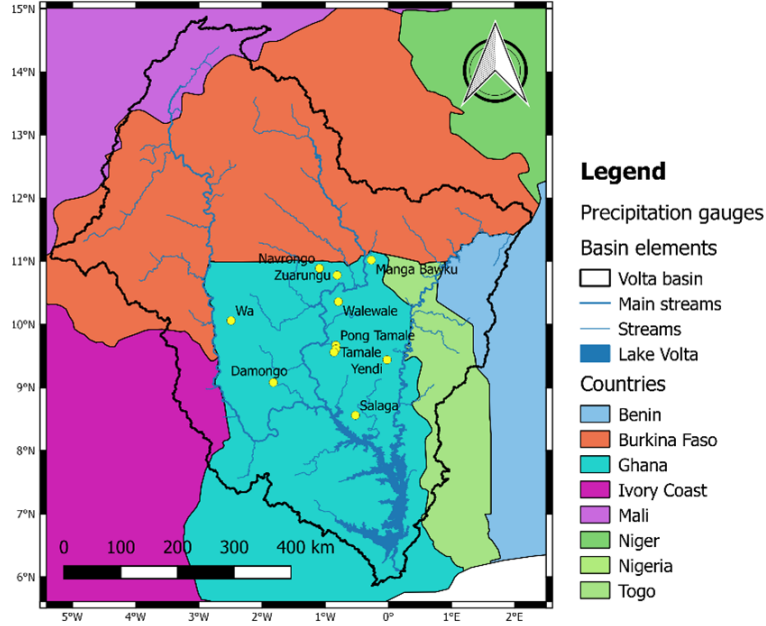 15°N
14°N
13°N
12°N
11°N
10°N
9°N
8°N
7°N
6°N
Navrongo
Zuarungu
Manga Bawku
Wa
Walewale
Pong Tamale
Tamale
Yendi
Damongo
Salaga
0 100 200 300 400 km
5°W 4°W 3°W 2°W 1°W 0° 1°E 2°E
Legend
Precipitation gauges
Basin elements
Volta basin
Main streams
Streams
Lake Volta
Countries
Benin
Burkina Faso
Ghana
Ivory Coast
Mali
Niger
Nigeria
Togo